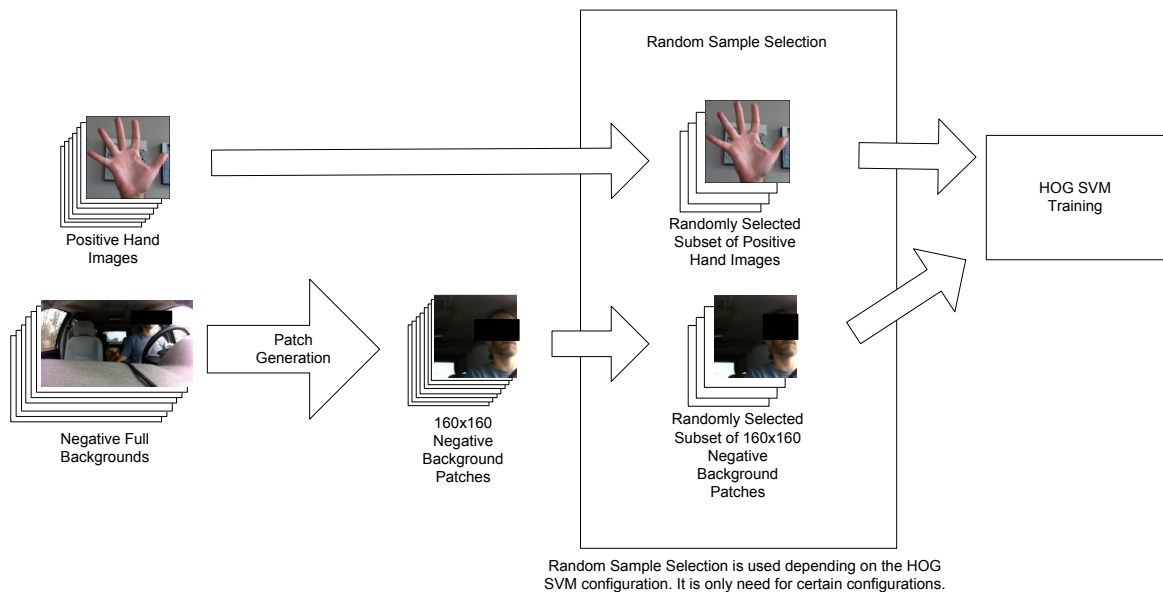 Random Sample Selection
Positive Hand
Images
Randomly Selected
Subset of Positive
Hand Images
HOG SVM
Training
Patch
Generation
Negative Full
Backgrounds
160x160
Negative
Background
Patches
Randomly Selected
Subset of 160x160
Negative
Background
Patches
Random Sample Selection is used depending on the HOG
SVM configuration. It is only need for certain configurations.